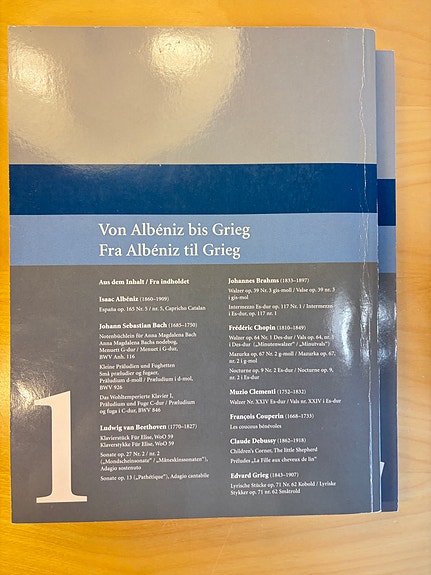 Von Albéniz bis Grieg
Fra Albéniz til Grieg
Aus dem Inhalt / Fra indholdet
Isaac Albéniz (1860–1909)
España op. 165 Nr. 5 / nr. 5, Capricho Catalan
Johann Sebastian Bach (1685–1750)
Notenbüchlein für Anna Magdalena Bach
Anna Magdalena Bachs nodebog,
Menuett G-dur / Menuet i G-dur,
BWV Anh. 116
Kleine Präludien und Fughetten
Små præludier og fugaer,
Präludium d-moll / Præludium i d-mol,
BWV 926
Das Wohltemperierte Klavier I,
Präludium und Fuge C-dur / Præludium
og fuga i C-dur, BWV 846
Ludwig van Beethoven (1770–1827)
Klavierstück Für Elise, WoO 59
Klaverstykke Für Elise, WoO 59
Sonate op. 27 Nr. 2 / nr. 2
(„Mondscheinsonate“ / „Måneskinssonaten“),
Adagio sostenuto
Sonate op. 13 („Pathétique“), Adagio cantabile
Johannes Brahms (1833–1897)
Walzer op. 39 Nr. 3 gis-moll / Valse op. 39 nr. 3
i gis-mol
Intermezzo Es-dur op. 117 Nr. 1 / Intermezzo
i Es-dur, op. 117 nr. 1
Frédéric Chopin (1810–1849)
Walzer op. 64 Nr. 1 Des-dur / Vals op. 64, nr. 1
i Des-dur („Minutenwalzer“ / „Minutvals“)
Mazurka op. 67 Nr. 2 g-moll / Mazurka op. 67,
nr. 2 i g-mol
Nocturne op. 9 Nr. 2 Es-dur / Nocturne op. 9,
nr. 2 i Es-dur
Muzio Clementi (1752–1832)
Walzer Nr. XXIV Es-dur / Vals nr. XXIV i Es-dur
François Couperin (1668–1733)
Les coucous bénévoles
Claude Debussy (1862–1918)
Children's Corner, The little Shepherd
Préludes „La Fille aux cheveux de lin“
Edvard Grieg (1843–1907)
Lyrische Stücke op. 71 Nr. 62 Kobold / Lyriske
Stykker op. 71 nr. 62 Småtrold
1